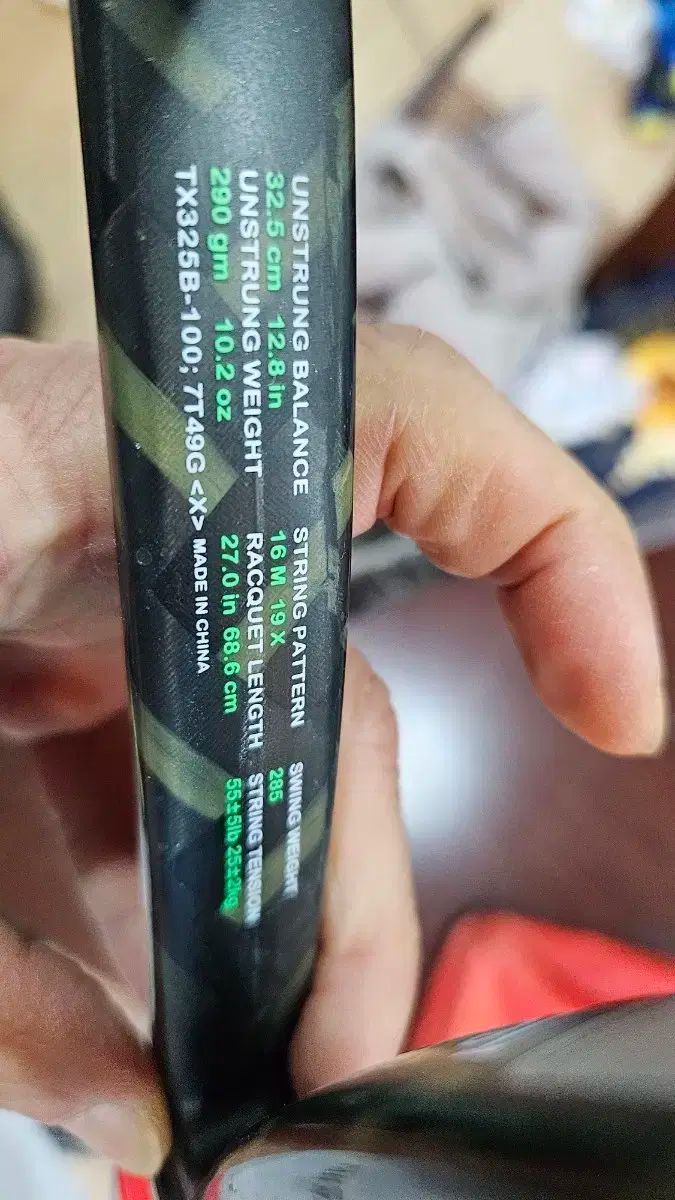 UNSTRUNG BALANCE STRING PATTERN SWING WEIGHT
32.5 cm 12.8 in 16 M 19 X 285
UNSTRUNG WEIGHT RACQUET LENGTH STRING TENSION
290 gm 10.2 oz 27.0 in 68.6 cm 55±5lb 25±2kg
TX325B-100; 7T49G <X> MADE IN CHINA